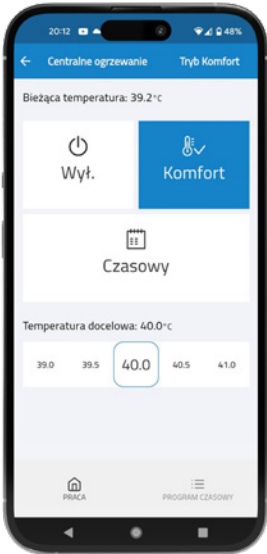 20:12 48%
Centralne ogrzewanie Tryb Komfort
Bieżąca temperatura: 39.2°C
Wył. Komfort
Czasowy
Temperatura docelowa: 40.0°C
39.0 39.5 40.0 40.5 41.0
PRACA PROGRAM CZASOWY